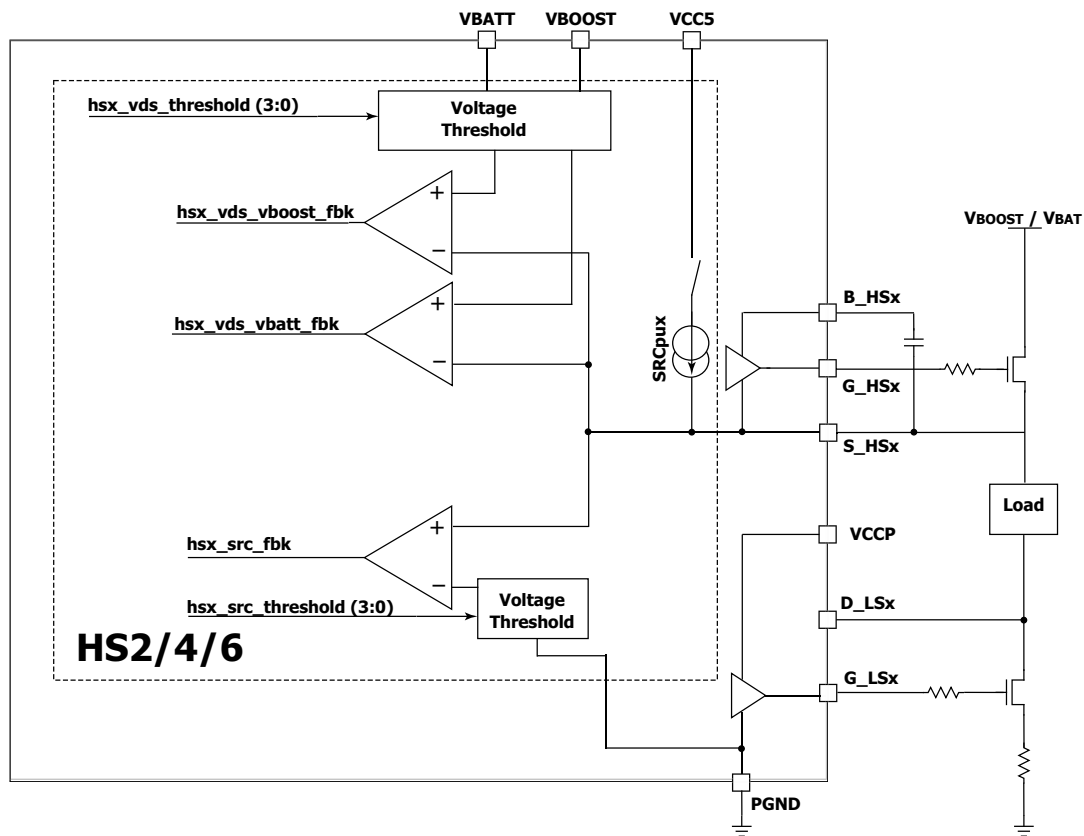 VBATT VBOOST VCC5
hsx_vds_threshold (3:0)
Voltage
Threshold
+
hsx_vds_vboost_fbk
−
VBOOST / VBAT
+
hsx_vds_vbatt_fbk
−
SRCpux
B_HSx
G_HSx
S_HSx
Load
+
hsx_src_fbk
−
VCCP
hsx_src_threshold (3:0)
Voltage
Threshold
D_LSx
HS2/4/6
G_LSx
PGND